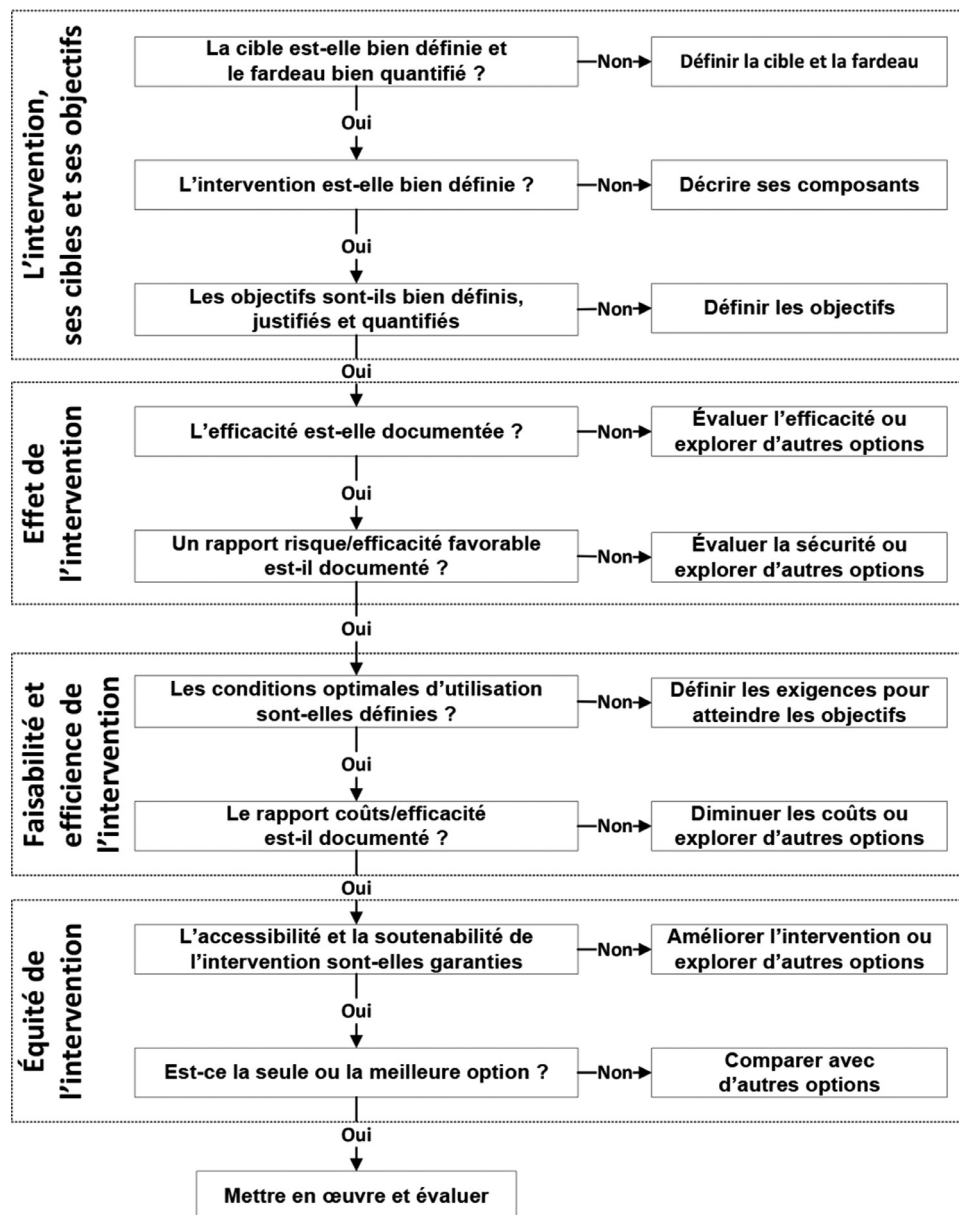 L'intervention,
ses cibles et ses objectifs
La cible est-elle bien définie et
le fardeau bien quantifié ?
Non
Définir la cible et la fardeau
Oui
L'intervention est-elle bien définie ?
Non
Décrire ses composants
Oui
Les objectifs sont-ils bien définis,
justifiés et quantifiés
Non
Définir les objectifs
Oui
Effet de
l'intervention
L'efficacité est-elle documentée ?
Non
Évaluer l'efficacité ou
explorer d'autres options
Oui
Un rapport risque/efficacité favorable
est-il documenté ?
Non
Évaluer la sécurité ou
explorer d'autres options
Oui
Faisabilité et
efficience de
l'intervention
Les conditions optimales d'utilisation
sont-elles définies ?
Non
Définir les exigences pour
atteindre les objectifs
Oui
Le rapport coûts/efficacité
est-il documenté ?
Non
Diminuer les coûts ou
explorer d'autres options
Oui
Équité de
l'intervention
L'accessibilité et la soutenabilité de
l'intervention sont-elles garanties
Non
Améliorer l'intervention ou
explorer d'autres options
Oui
Est-ce la seule ou la meilleure option ?
Non
Comparer avec
d'autres options
Oui
Mettre en œuvre et évaluer